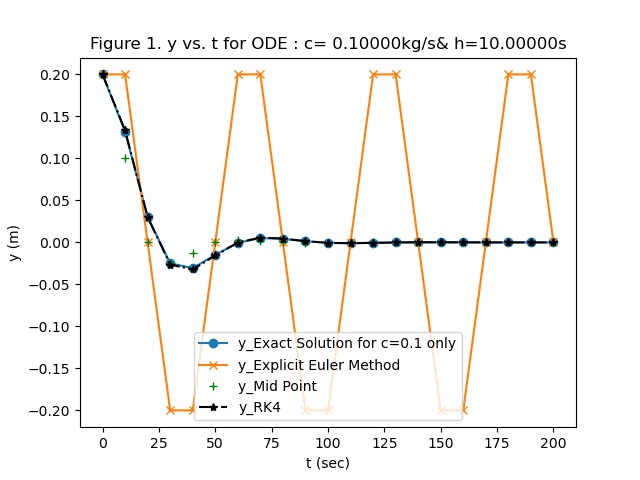 Figure 1. y vs. t for ODE : c= 0.10000kg/s& h=10.00000s
y (m)
0.20
0.15
0.10
0.05
0.00
−0.05
−0.10
−0.15
−0.20
y_Exact Solution for c=0.1 only
y_Explicit Euler Method
y_Mid Point
y_RK4
0 25 50 75 100 125 150 175 200
t (sec)